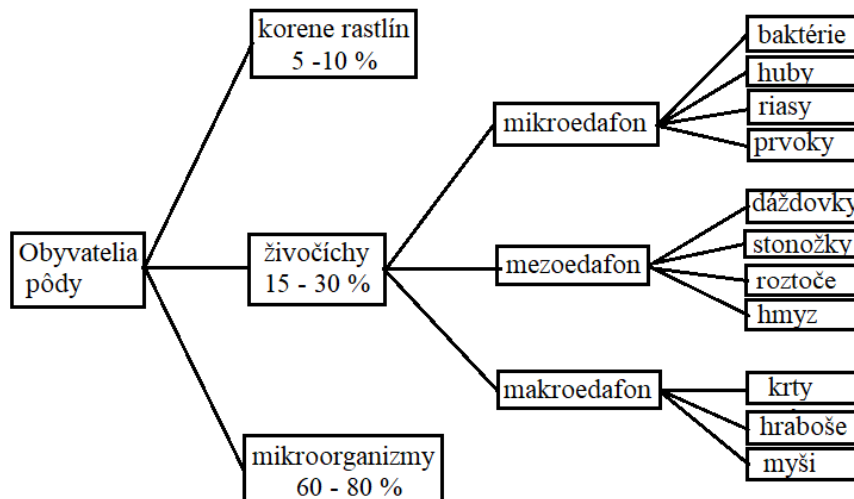 korene rastlín
5 -10 %
Obyvatelia
pôdy
živočíchy
15 - 30 %
mikroorganizmy
60 - 80 %
mikroedafon
mezoedafon
makroedafon
baktérie
huby
riasy
prvoky
dáždovky
stonožky
roztoče
hmyz
krty
hraboše
myši